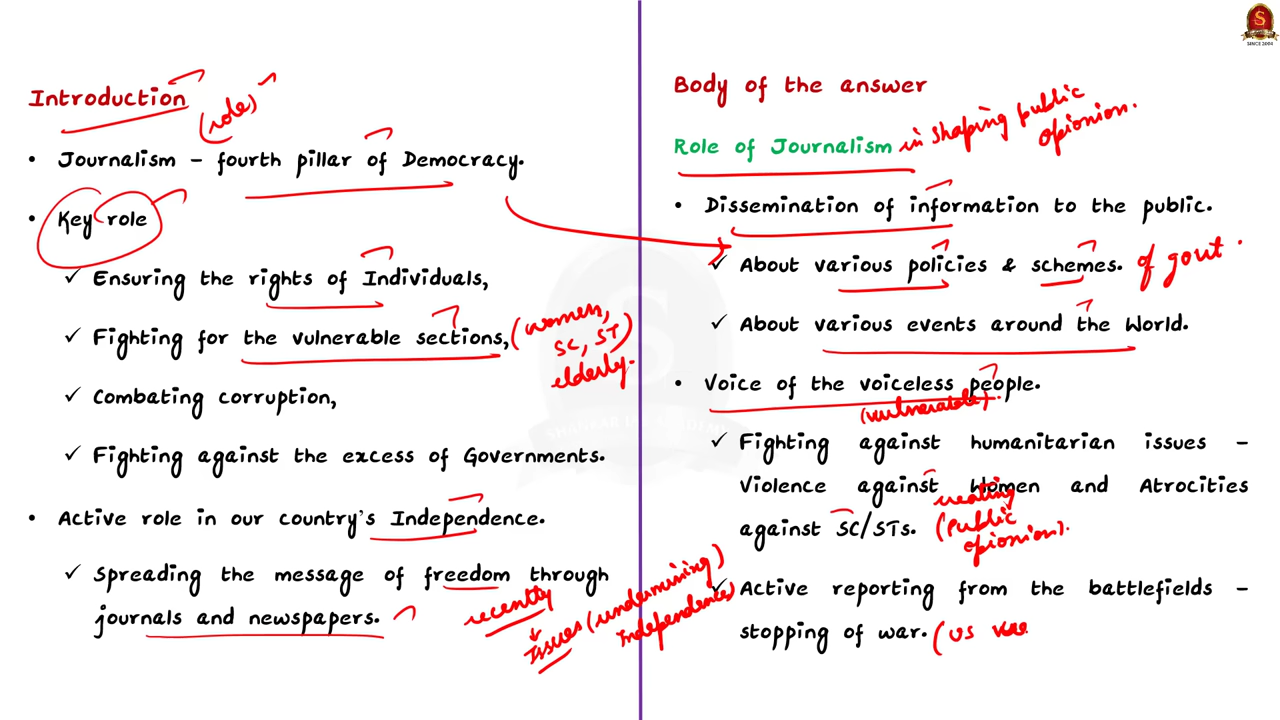 Introduction
(role)
• Journalism – fourth pillar of Democracy.
• Key role
✓ Ensuring the rights of Individuals,
✓ Fighting for the vulnerable sections, (women,
SC, ST)
elderly.
✓ Combating corruption,
✓ Fighting against the excess of Governments.
• Active role in our country's Independence.
✓ Spreading the message of freedom through
journals and newspapers.
recently
Issues (undermining)
Independence)
Body of the answer
Role of Journalism in shaping public
opionion.
• Dissemination of information to the public.
✓ About various policies & schemes. of govt.
✓ About various events around the World.
• Voice of the voiceless people.
(vulnerable).
✓ Fighting against humanitarian issues –
Violence against Women and Atrocities
against SC/STs. creating
(Public
opionion).
✓ Active reporting from the battlefields –
stopping of war. (US
S
SINCE 2004